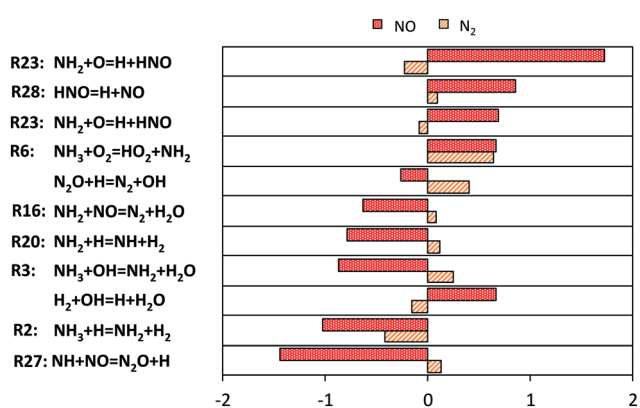 NO N₂
R23: NH₂+O=H+HNO
R28: HNO=H+NO
R23: NH₂+O=H+HNO
R6: NH₃+O₂=HO₂+NH₂
N₂O+H=N₂+OH
R16: NH₂+NO=N₂+H₂O
R20: NH₂+H=NH+H₂
R3: NH₃+OH=NH₂+H₂O
H₂+OH=H+H₂O
R2: NH₃+H=NH₂+H₂
R27: NH+NO=N₂O+H
-2 -1 0 1 2